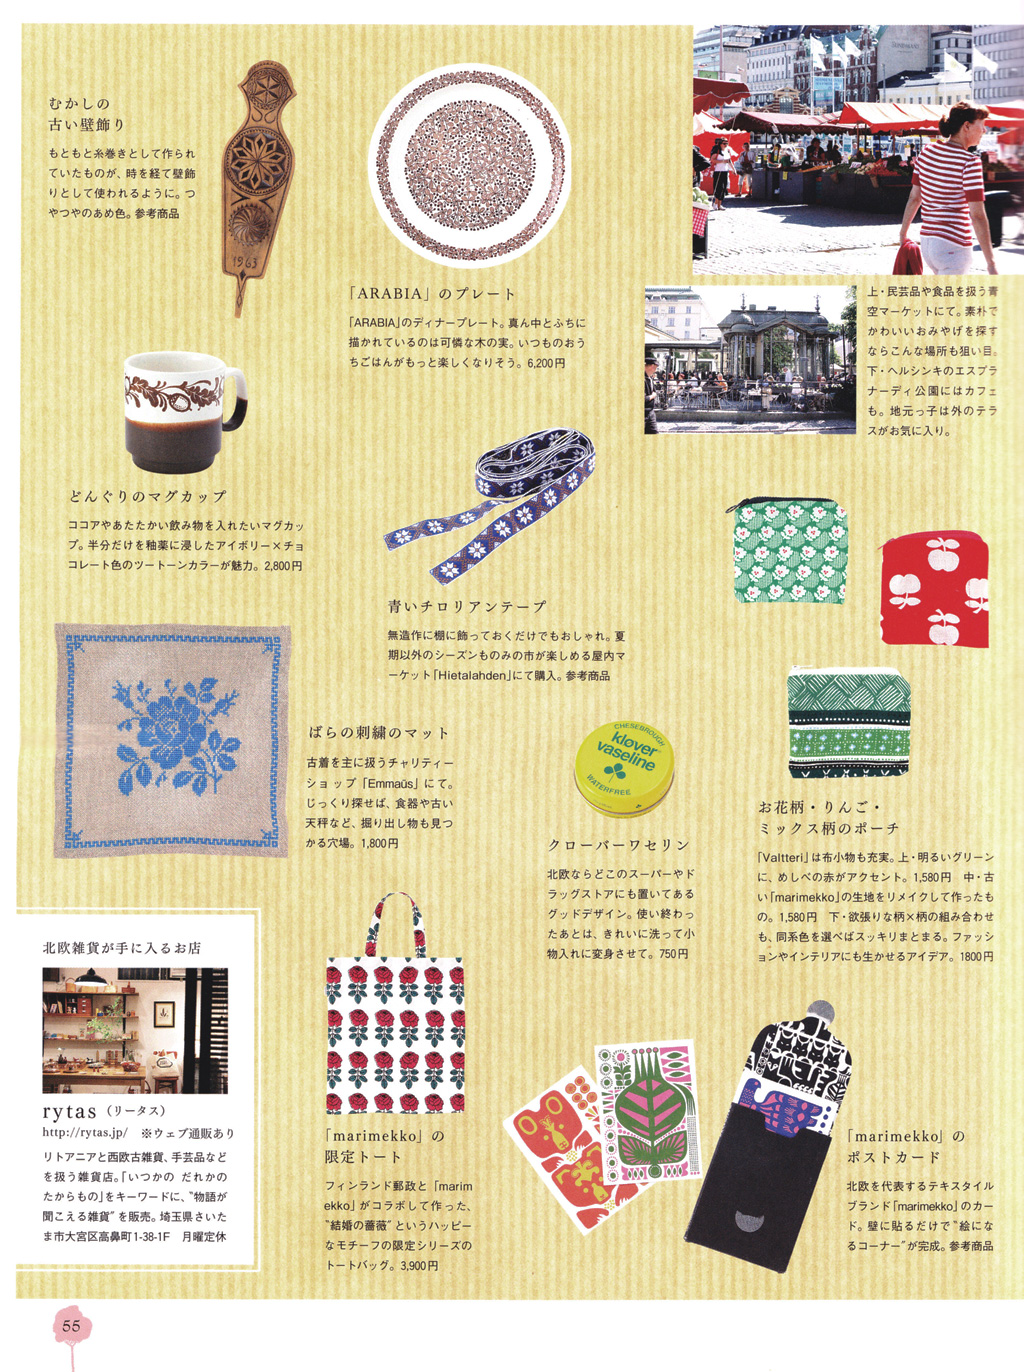 むかしの
古い壁飾り
もともと糸巻きとして作られ
ていたものが、時を経て壁飾
りとして使われるように。つ
やつやのあめ色。参考商品
1963
「ARABIA」のプレート
「ARABIA」のディナープレート。真ん中とふちに
描かれているのは可憐な木の実。いつものおう
ちごはんがもっと楽しくなりそう。6,200円
上・民芸品や食品を扱う青
空マーケットにて。素朴で
かわいいおみやげを探す
ならこんな場所も狙い目。
下・ヘルシンキのエスプラ
ナーディ公園にはカフェ
も。地元っ子は外のテラ
スがお気に入り。
どんぐりのマグカップ
ココアやあたたかい飲み物を入れたいマグカッ
プ。半分だけを釉薬に浸したアイボリー×チョ
コレート色のツートーンカラーが魅力。2,800円
青いチロリアンテープ
無造作に棚に飾っておくだけでもおしゃれ。夏
期以外のシーズンものみの市が楽しめる屋内マ
ーケット「Hietalahden」にて購入。参考商品
ばらの刺繍のマット
古着を主に扱うチャリティー
ショップ「Emmaüs」にて。
じっくり探せば、食器や古い
天秤など、掘り出し物も見つ
かる穴場。1,800円
CHESEBROUGH
kløver
vaseline
WATERFREE
クローバーワセリン
北欧ならどこのスーパーやド
ラッグストアにも置いてある
グッドデザイン。使い終わっ
たあとは、きれいに洗って小
物入れに変身させて。750円
お花柄・りんご・
ミックス柄のポーチ
「Valtteri」は布小物も充実。上・明るいグリーン
に、めしべの赤がアクセント。1,580円　中・古
い「marimekko」の生地をリメイクして作ったも
の。1,580円　下・欲張りな柄×柄の組み合わせ
も、同系色を選べばスッキリまとまる。ファッシ
ョンやインテリアにも生かせるアイデア。1800円
北欧雑貨が手に入るお店
rytas（リータス）
http://rytas.jp/　※ウェブ通販あり
リトアニアと西欧古雑貨、手芸品など
を扱う雑貨店。「いつかの だれかの
たからもの」をキーワードに、〝物語が
聞こえる雑貨〟を販売。埼玉県さいた
ま市大宮区高鼻町1-38-1F　月曜定休
「marimekko」の
限定トート
フィンランド郵政と「marim
ekko」がコラボして作った、
〝結婚の薔薇〟というハッピー
なモチーフの限定シリーズの
トートバッグ。3,900円
「marimekko」の
ポストカード
北欧を代表するテキスタイル
ブランド「marimekko」のカー
ド。壁に貼るだけで〝絵にな
るコーナー〟が完成。参考商品
55